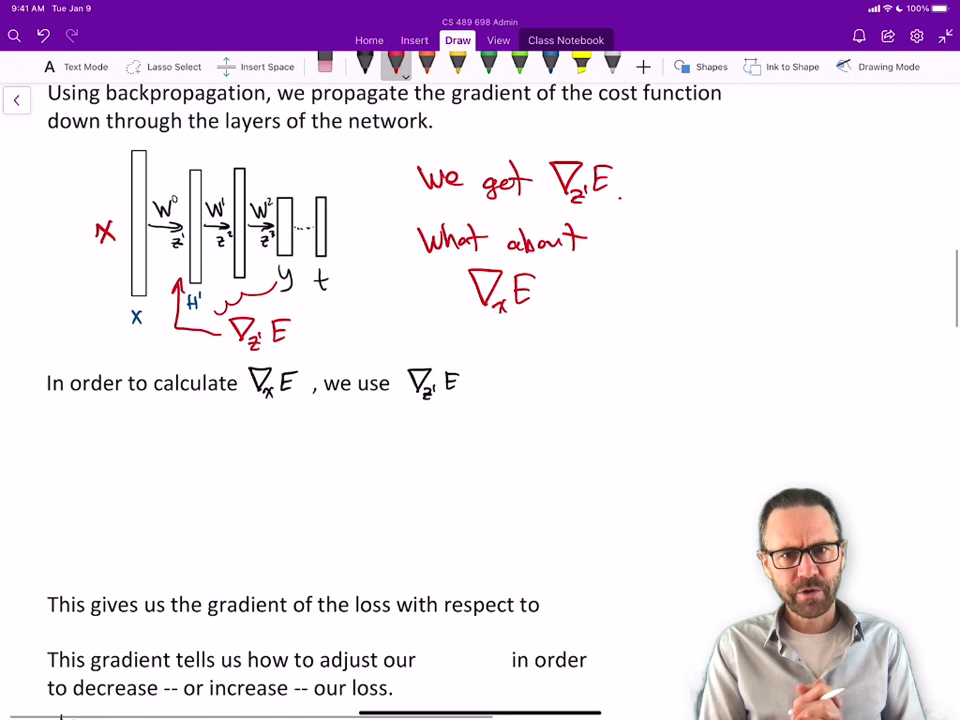 9:41 AM Tue Jan 9
100%
CS 489 698 Admin
Home Insert Draw View Class Notebook
Text Mode Lasso Select Insert Space Shapes Ink to Shape Drawing Mode
Using backpropagation, we propagate the gradient of the cost function
down through the layers of the network.
We get ∇z¹E.
W⁰ W¹ W²
X z¹ z² z³
What about
∇xE
x H¹ y t
∇z¹ E
In order to calculate ∇x E , we use ∇z¹ E
This gives us the gradient of the loss with respect to
This gradient tells us how to adjust our in order
to decrease -- or increase -- our loss.